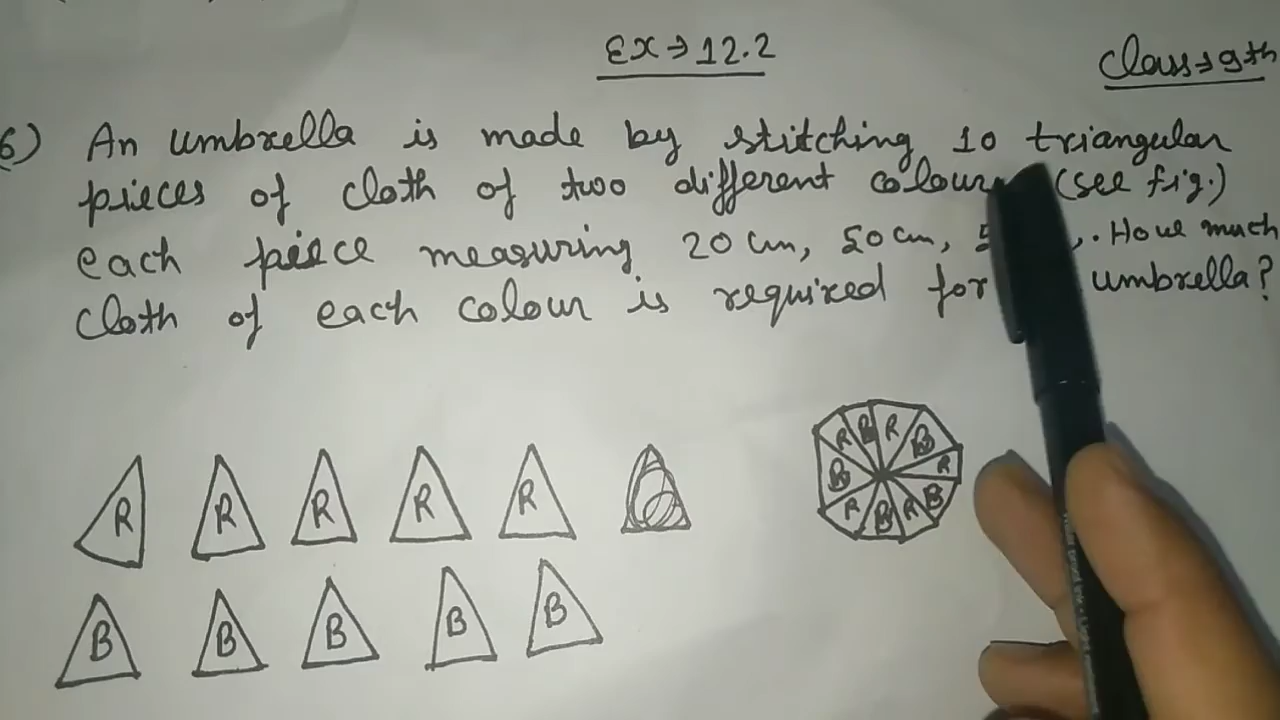 Ex → 12.2
Class → 9th
6) An umbrella is made by stitching 10 triangular
pieces of cloth of two different colour (see fig.)
each piece measuring 20 cm, 50 cm, . How much
cloth of each colour is required for umbrella?
R R R R R
R B R B B R B R B R
B B B B B